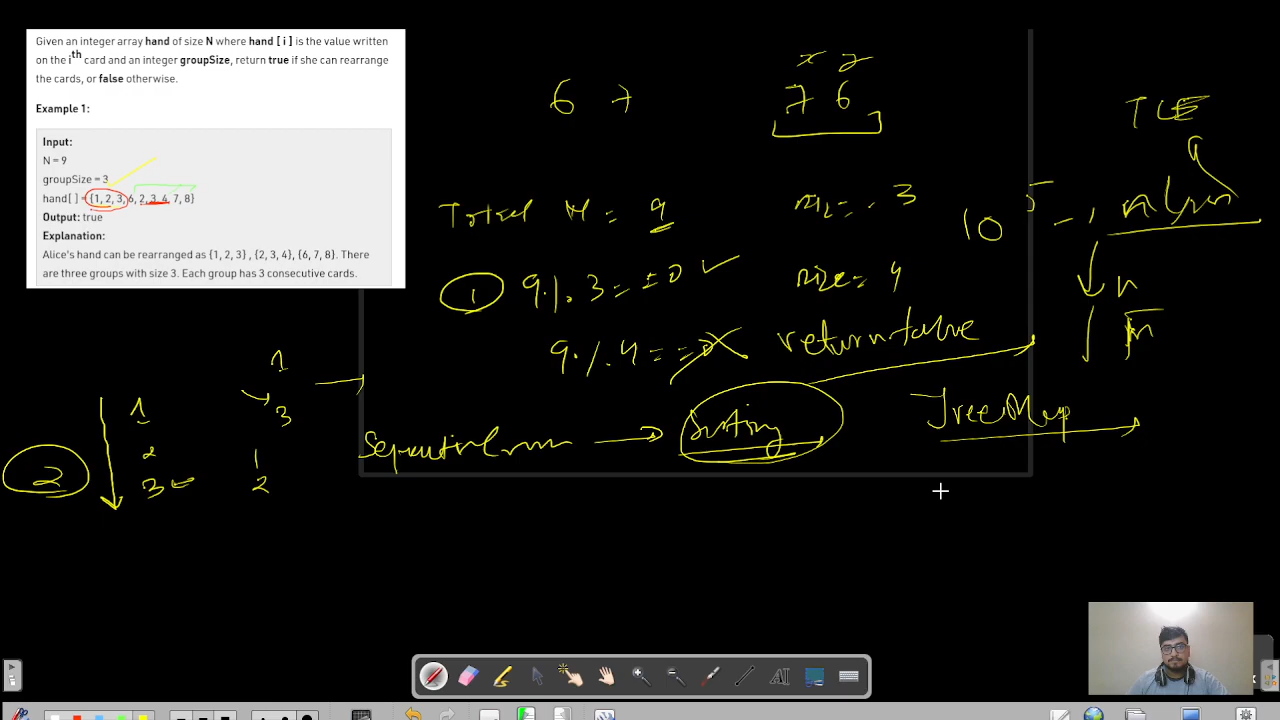 Given an integer array hand of size N where hand [ i ] is the value written
on the ith card and an integer groupSize, return true if she can rearrange
the cards, or false otherwise.
Example 1:
Input:
N = 9
groupSize = 3
hand[ ] = {1, 2, 3, 6, 2, 3, 4, 7, 8}
Output: true
Explanation:
Alice's hand can be rearranged as {1, 2, 3} , {2, 3, 4}, {6, 7, 8}. There
are three groups with size 3. Each group has 3 consecutive cards.
6 7
7 6
TLE
Total = 9
3
10^5
n
1
9 % 3 == 0 ✓
size = 4
n
9 % 4 == 0
return false
1
1
3
2
2
1
3
2
Sorting
TreeMap